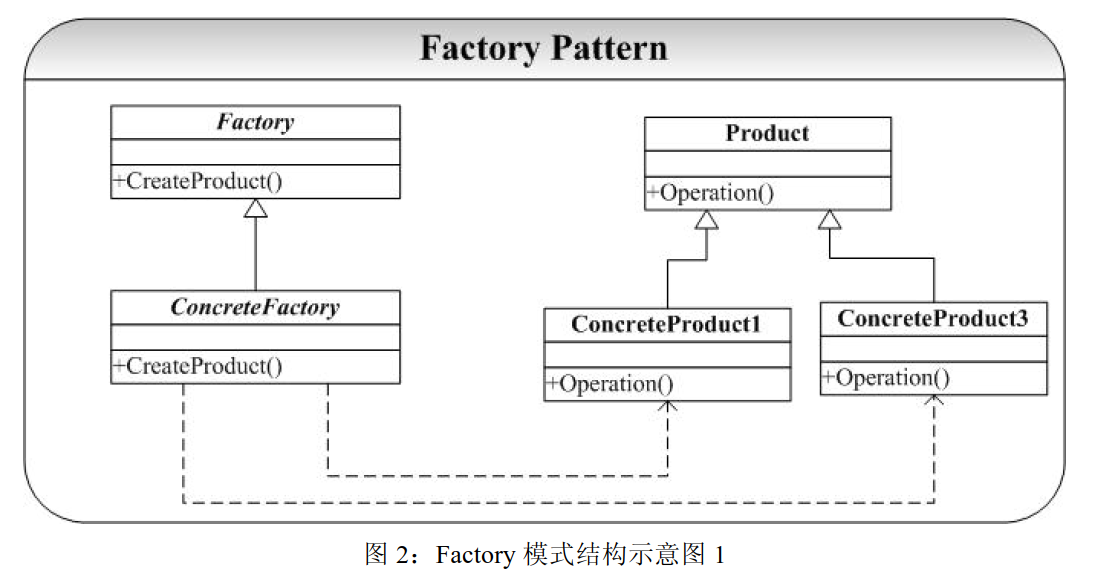 Factory Pattern
Factory
+CreateProduct()
Product
+Operation()
ConcreteFactory
+CreateProduct()
ConcreteProduct1
+Operation()
ConcreteProduct3
+Operation()
图 2：Factory 模式结构示意图 1